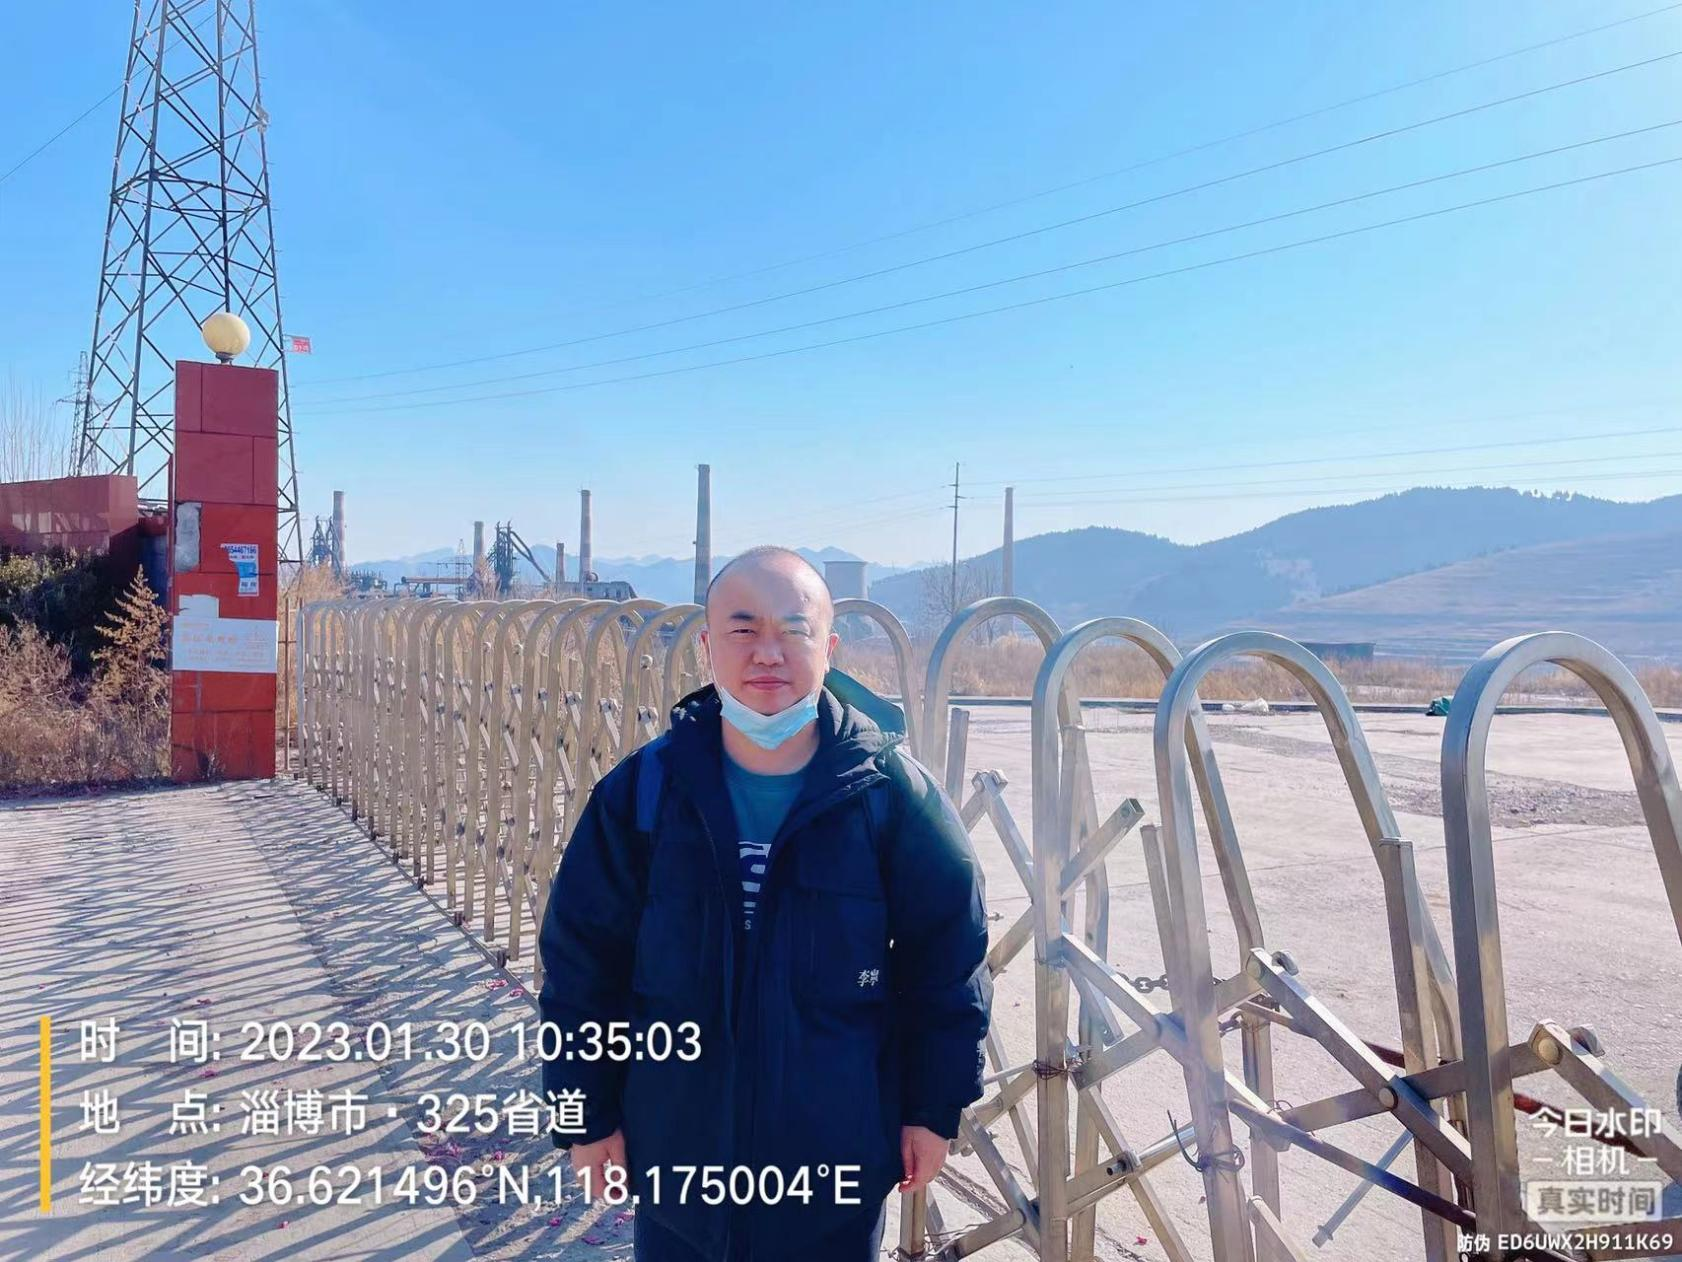 李宁
时 间: 2023.01.30 10:35:03
地 点: 淄博市·325省道
经纬度: 36.621496°N,118.175004°E
今日水印
-相机-
真实时间
防伪 ED6UWX2H911K69